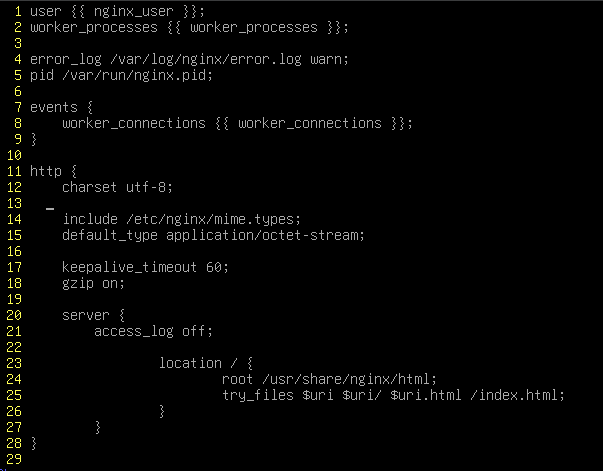 1 user {{ nginx_user }};
2 worker_processes {{ worker_processes }};
3
4 error_log /var/log/nginx/error.log warn;
5 pid /var/run/nginx.pid;
6
7 events {
8     worker_connections {{ worker_connections }};
9 }
10
11 http {
12     charset utf-8;
13
14     include /etc/nginx/mime.types;
15     default_type application/octet-stream;
16
17     keepalive_timeout 60;
18     gzip on;
19
20     server {
21         access_log off;
22
23                 location / {
24                         root /usr/share/nginx/html;
25                         try_files $uri $uri/ $uri.html /index.html;
26                 }
27         }
28 }
29